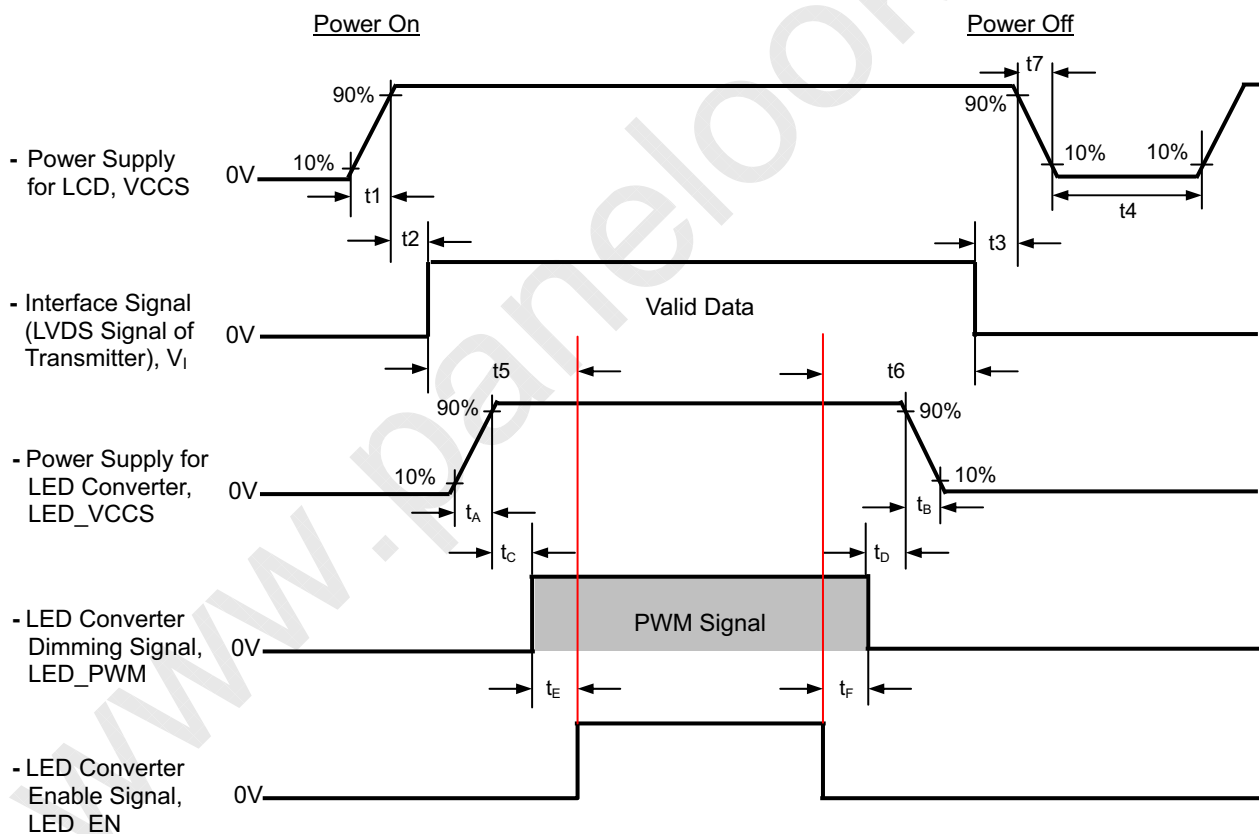 Power On
Power Off
t7
90%
90%
- Power Supply
for LCD, VCCS
10%
10%
10%
0V
t1
t4
t2
t3
- Interface Signal
(LVDS Signal of
Transmitter), VI
0V
Valid Data
t5
t6
90%
90%
- Power Supply for
LED Converter,
LED_VCCS
10%
10%
0V
tA
tB
tC
tD
- LED Converter
Dimming Signal,
LED_PWM
0V
PWM Signal
tE
tF
- LED Converter
Enable Signal,
LED_EN
0V
www.paneloo